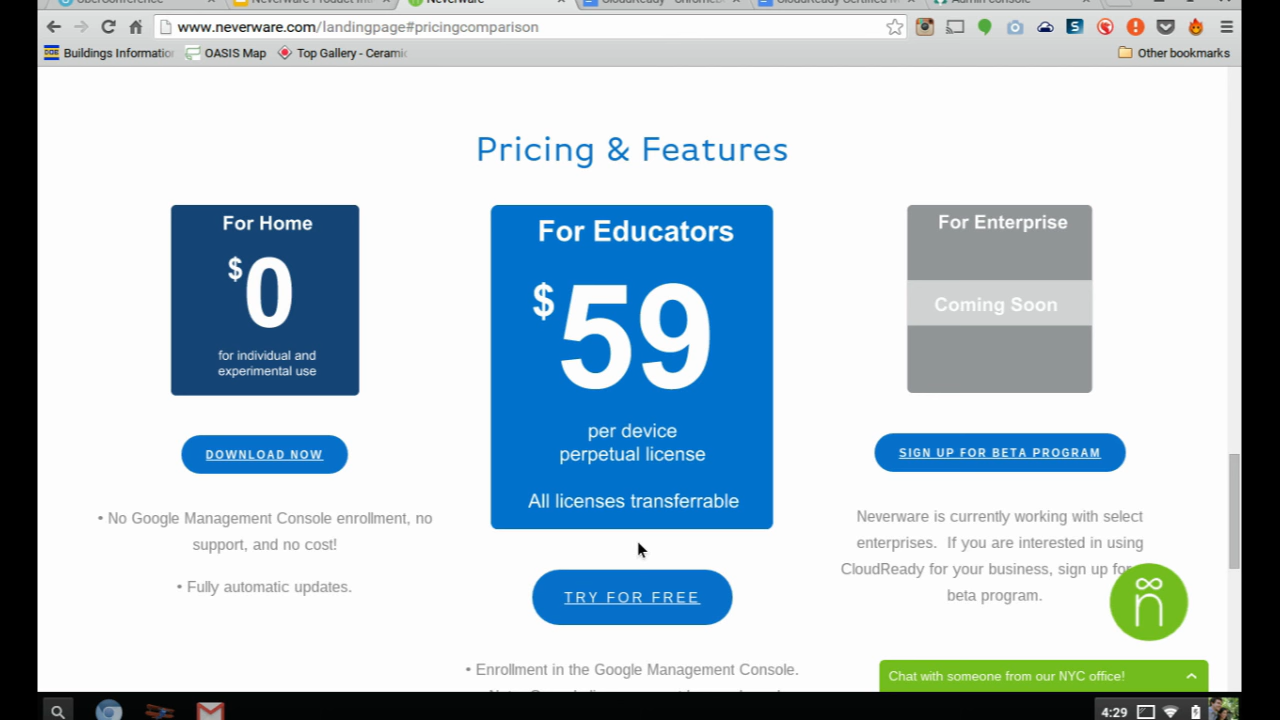 Neverware
www.neverware.com/landingpage#pricingcomparison
Buildings Informatio
OASIS Map
Top Gallery - Ceramic
Other bookmarks
Pricing & Features
For Home
$0
for individual and
experimental use
DOWNLOAD NOW
• No Google Management Console enrollment, no
support, and no cost!
• Fully automatic updates.
For Educators
$59
per device
perpetual license
All licenses transferrable
TRY FOR FREE
• Enrollment in the Google Management Console.
For Enterprise
Coming Soon
SIGN UP FOR BETA PROGRAM
Neverware is currently working with select
enterprises. If you are interested in using
CloudReady for your business, sign up for
beta program.
n
Chat with someone from our NYC office!
4:29